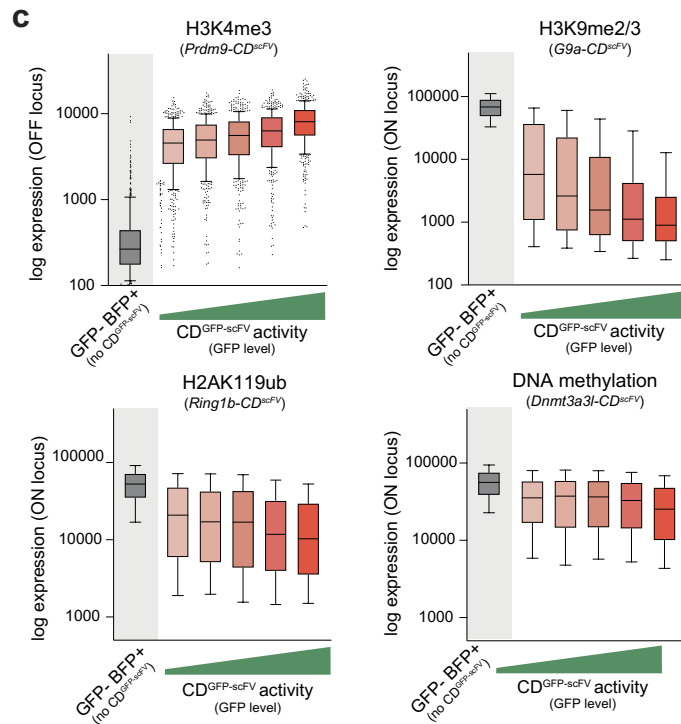 c
H3K4me3
(Prdm9-CD^scFV)
log expression (OFF locus)
10000
1000
100
GFP- BFP+
(no CD^GFP-scFV)
CD^GFP-scFV activity
(GFP level)
H3K9me2/3
(G9a-CD^scFV)
log expression (ON locus)
100000
10000
1000
100
GFP- BFP+
(no CD^GFP-scFV)
CD^GFP-scFV activity
(GFP level)
H2AK119ub
(Ring1b-CD^scFV)
log expression (ON locus)
100000
10000
1000
GFP- BFP+
(no CD^GFP-scFV)
CD^GFP-scFV activity
(GFP level)
DNA methylation
(Dnmt3a3l-CD^scFV)
log expression (ON locus)
100000
10000
1000
GFP- BFP+
(no CD^GFP-scFV)
CD^GFP-scFV activity
(GFP level)